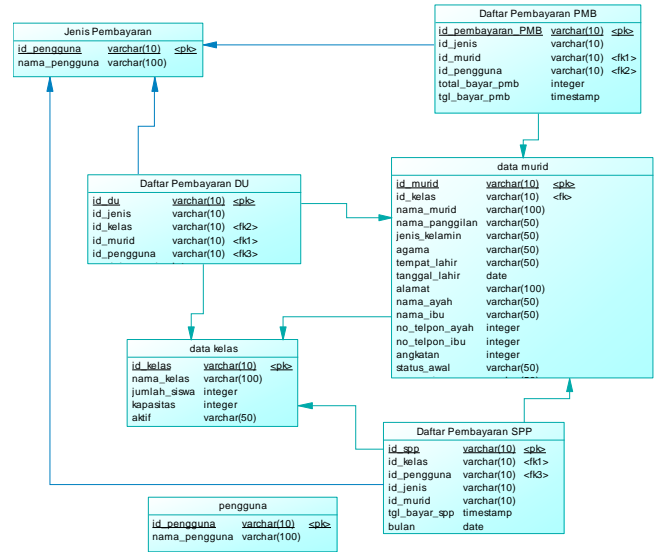 Jenis Pembayaran
id_pengguna varchar(10) <pk>
nama_pengguna varchar(100)
Daftar Pembayaran PMB
id_pembayaran_PMB varchar(10) <pk>
id_jenis varchar(10)
id_murid varchar(10) <fk1>
id_pengguna varchar(10) <fk2>
total_bayar_pmb integer
tgl_bayar_pmb timestamp
Daftar Pembayaran DU
id_du varchar(10) <pk>
id_jenis varchar(10)
id_kelas varchar(10) <fk2>
id_murid varchar(10) <fk1>
id_pengguna varchar(10) <fk3>
data murid
id_murid varchar(10) <pk>
id_kelas varchar(10) <fk>
nama_murid varchar(100)
nama_panggilan varchar(50)
jenis_kelamin varchar(50)
agama varchar(50)
tempat_lahir varchar(50)
tanggal_lahir date
alamat varchar(100)
nama_ayah varchar(50)
nama_ibu varchar(50)
no_telpon_ayah integer
no_telpon_ibu integer
angkatan integer
status_awal varchar(50)
data kelas
id_kelas varchar(10) <pk>
nama_kelas varchar(100)
jumlah_siswa integer
kapasitas integer
aktif varchar(50)
Daftar Pembayaran SPP
id_spp varchar(10) <pk>
id_kelas varchar(10) <fk1>
id_pengguna varchar(10) <fk3>
id_jenis varchar(10)
id_murid varchar(10)
tgl_bayar_spp timestamp
bulan date
pengguna
id_pengguna varchar(10) <pk>
nama_pengguna varchar(100)